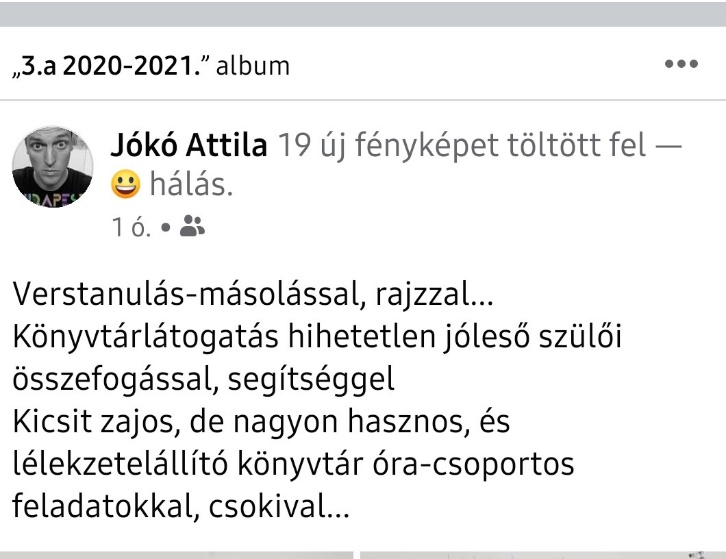 „3.a 2020-2021.” album
Jókó Attila 19 új fényképet töltött fel —
hálás.
1 ó.
Verstanulás-másolással, rajzzal...
Könyvtárlátogatás hihetetlen jóleső szülői
összefogással, segítséggel
Kicsit zajos, de nagyon hasznos, és
lélekzetelállító könyvtár óra-csoportos
feladatokkal, csokival...